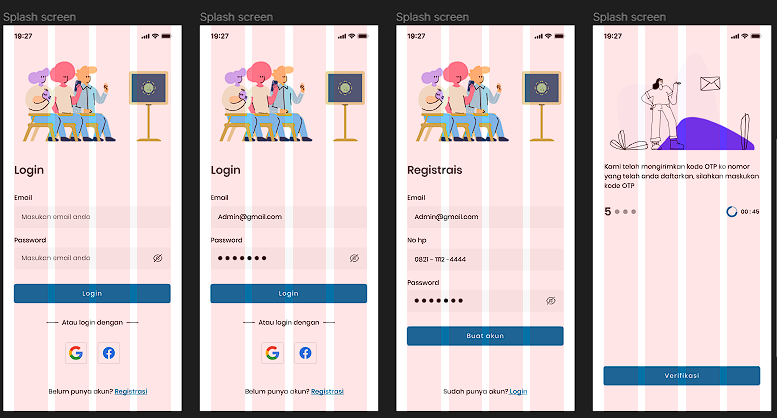 Splash screen
19:27
Login
Email
Masukan email anda
Password
Masukan email anda
Login
Atau login dengan
Belum punya akun? Registrasi
Splash screen
19:27
Login
Email
Admin@gmail.com
Password
Login
Atau login dengan
Belum punya akun? Registrasi
Splash screen
19:27
Registrais
Email
Admin@gmail.com
No hp
0821 - 1112 -4444
Password
Buat akun
Sudah punya akun? Login
Splash screen
19:27
Kami telah mengirimkan kode OTP ko nomor
yang telah anda daftarkan, silahkan maskukan
kode OTP
5
00 : 45
Verifikasi